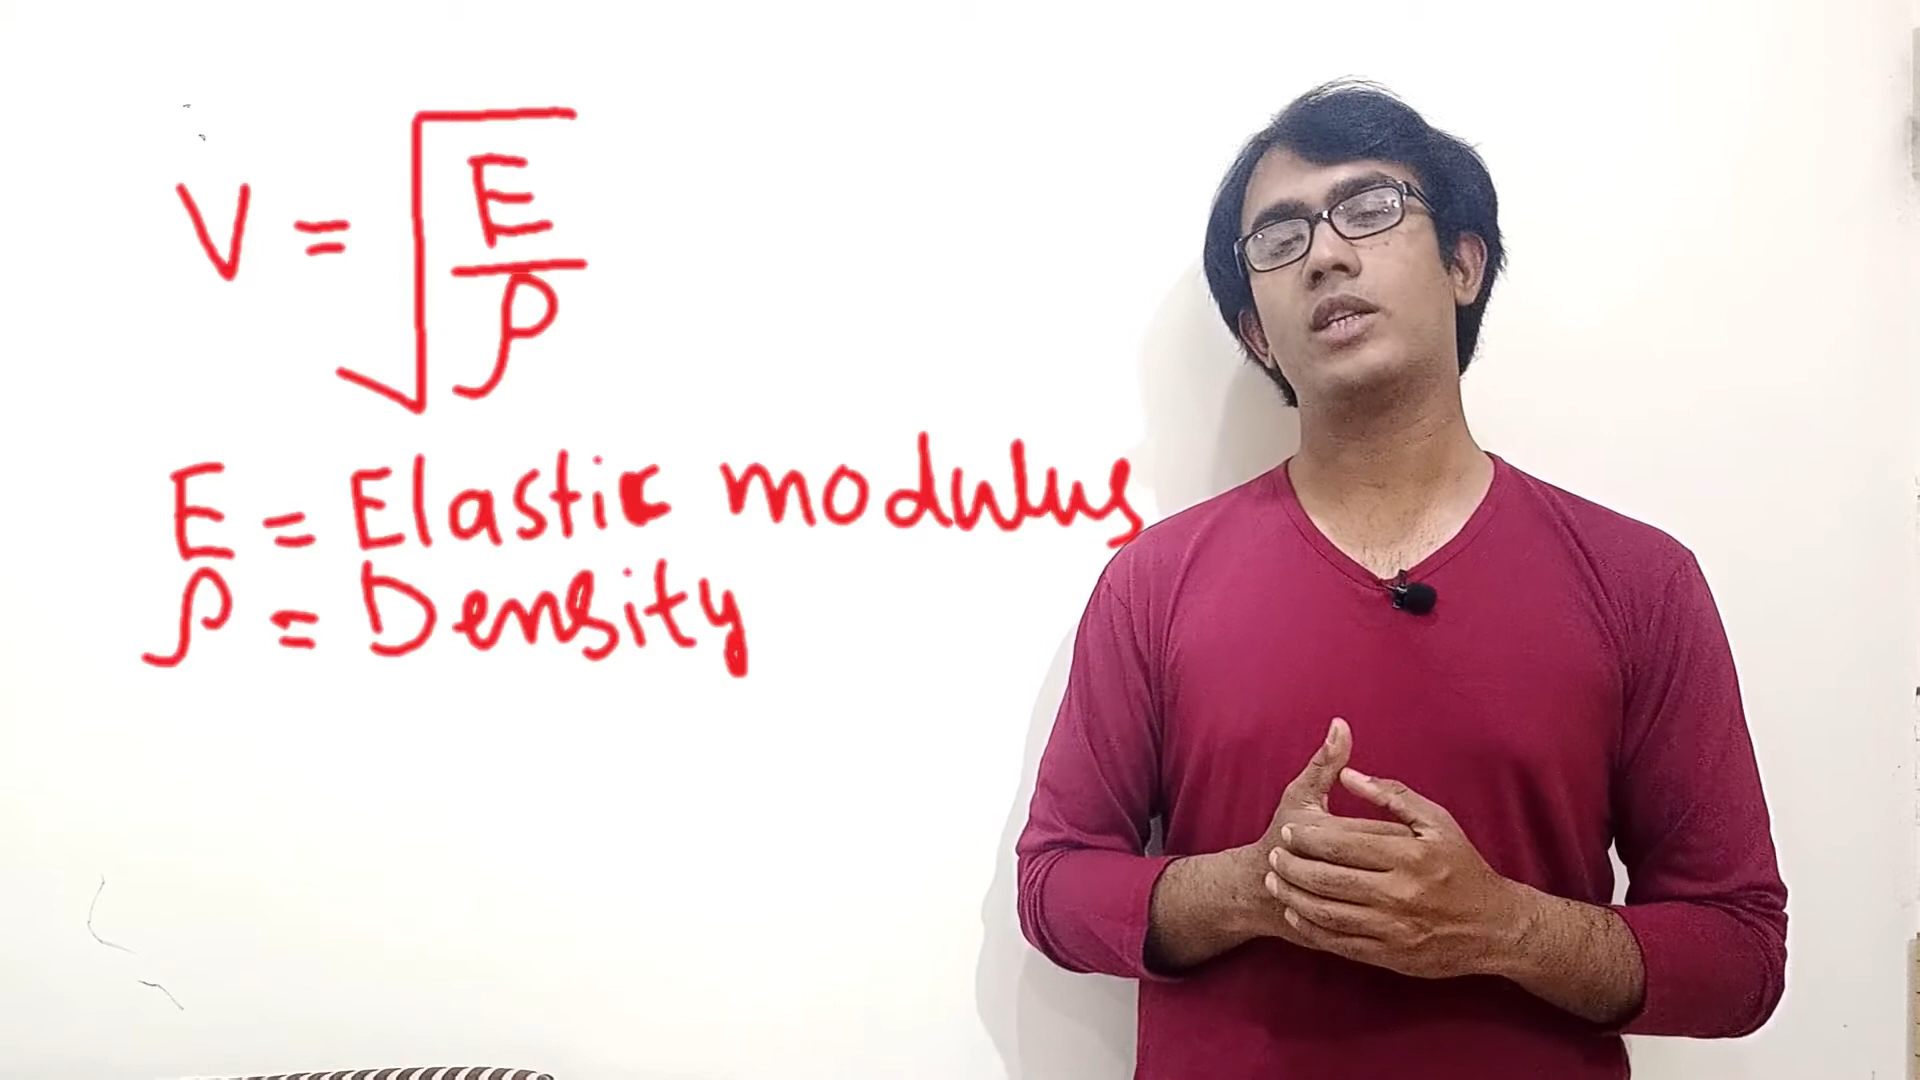 V = √E/ρ
E = Elastic modulus
ρ = Density